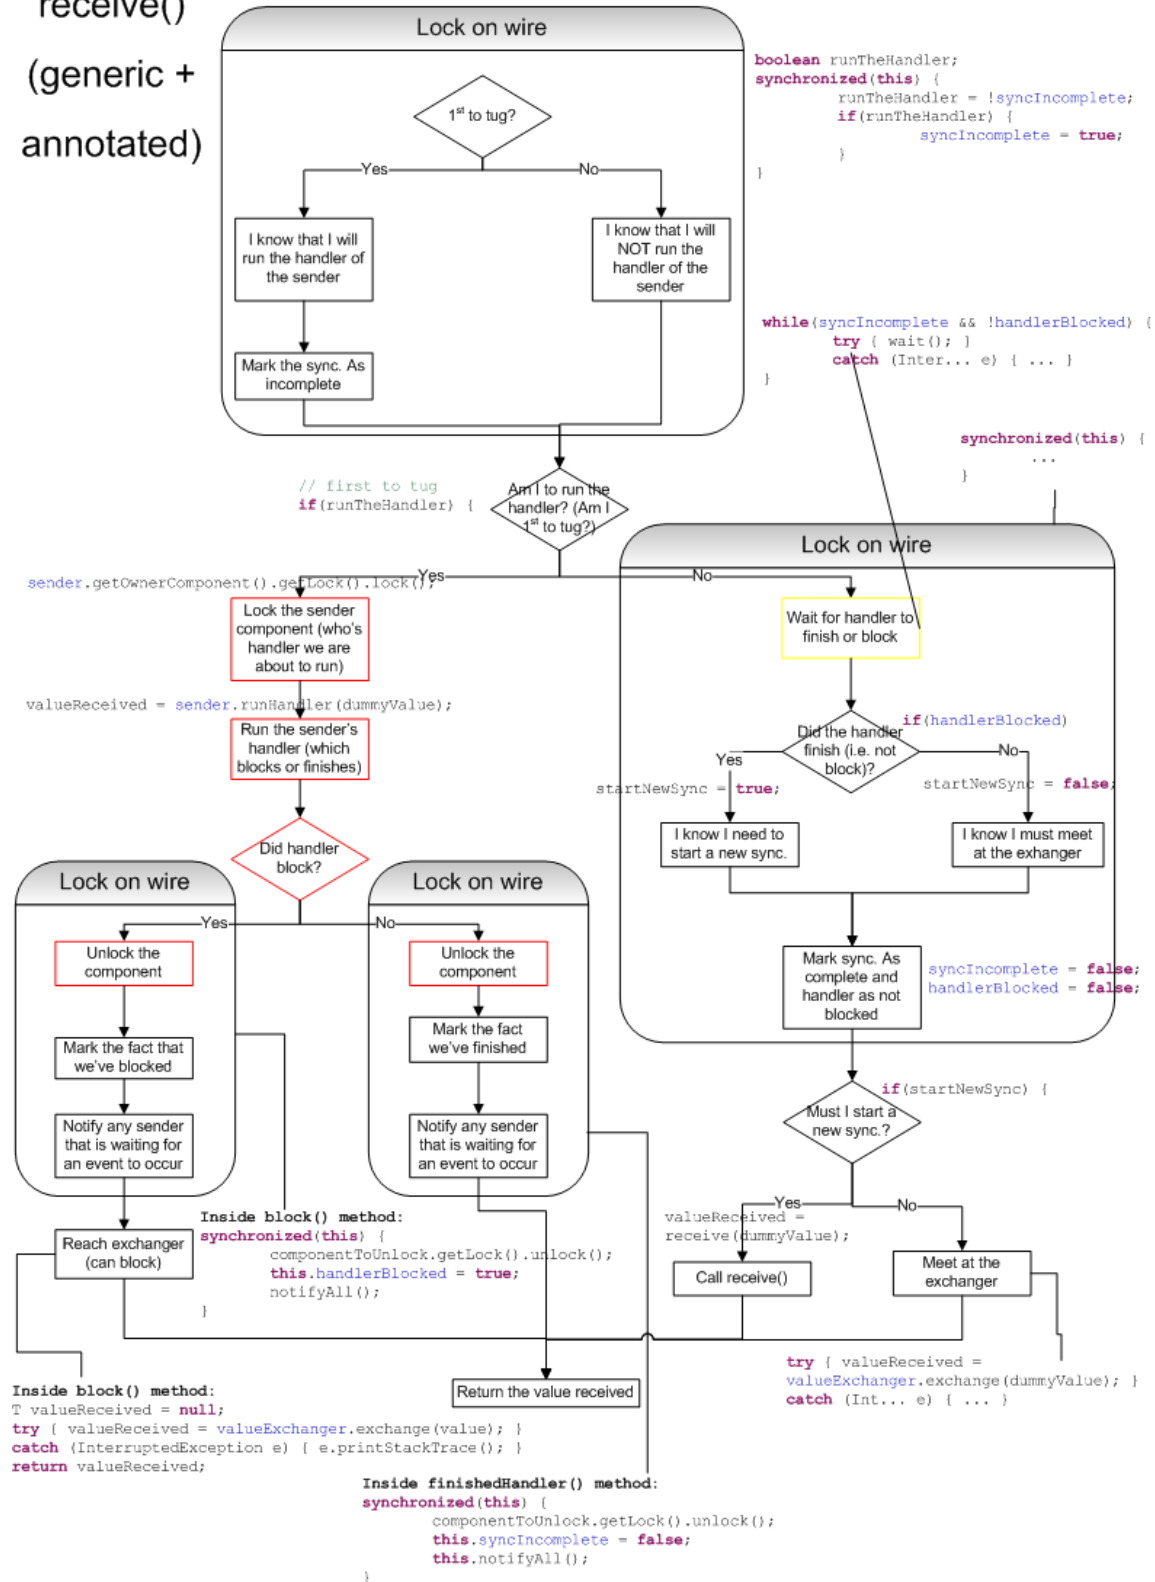 receive()
(generic +
annotated)
Lock on wire
1st to tug?
Yes
No
I know that I will
run the handler of
the sender
I know that I will
NOT run the
handler of the
sender
Mark the sync. As
incomplete
boolean runTheHandler;
synchronized(this) {
runTheHandler = !syncIncomplete;
if(runTheHandler) {
syncIncomplete = true;
}
}
while(syncIncomplete && !handlerBlocked) {
try { wait(); }
catch (Inter... e) { ... }
}
synchronized(this) {
...
}
// first to tug
if(runTheHandler) {
Am I to run the
handler? (Am I
1st to tug?)
Yes
No
sender.getOwnerComponent().getLock().lock();
Lock the sender
component (who's
handler we are
about to run)
valueReceived = sender.runHandler(dummyValue);
Run the sender's
handler (which
blocks or finishes)
Did handler
block?
Lock on wire
Wait for handler to
finish or block
if(handlerBlocked)
Did the handler
finish (i.e. not
block)?
Yes
No
startNewSync = true;
startNewSync = false;
I know I need to
start a new sync.
I know I must meet
at the exhanger
Mark sync. As
complete and
handler as not
blocked
syncIncomplete = false;
handlerBlocked = false;
Lock on wire
Lock on wire
Yes
No
Unlock the
component
Unlock the
component
Mark the fact that
we've blocked
Mark the fact
we've finished
Notify any sender
that is waiting for
an event to occur
Notify any sender
that is waiting for
an event to occur
if(startNewSync) {
Must I start a
new sync.?
Yes
No
valueReceived =
receive(dummyValue);
Call receive()
Meet at the
exchanger
Reach exchanger
(can block)
Inside block() method:
synchronized(this) {
componentToUnlock.getLock().unlock();
this.handlerBlocked = true;
notifyAll();
}
try { valueReceived =
valueExchanger.exchange(dummyValue); }
catch (Int... e) { ... }
Return the value received
Inside block() method:
T valueReceived = null;
try { valueReceived = valueExchanger.exchange(value); }
catch (InterruptedException e) { e.printStackTrace(); }
return valueReceived;
Inside finishedHandler() method:
synchronized(this) {
componentToUnlock.getLock().unlock();
this.syncIncomplete = false;
this.notifyAll();
}